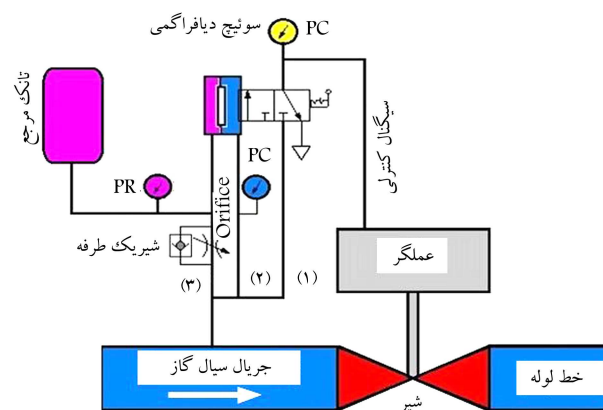 سوئیچ دیافراگمی
PC
تانک مرجع
سیگنال کنترلی
PC
PR
Orifice
شیریک طرفه
عملگر
(۳)
(۲)
(۱)
جریال سیال گاز
خط لوله
شیر